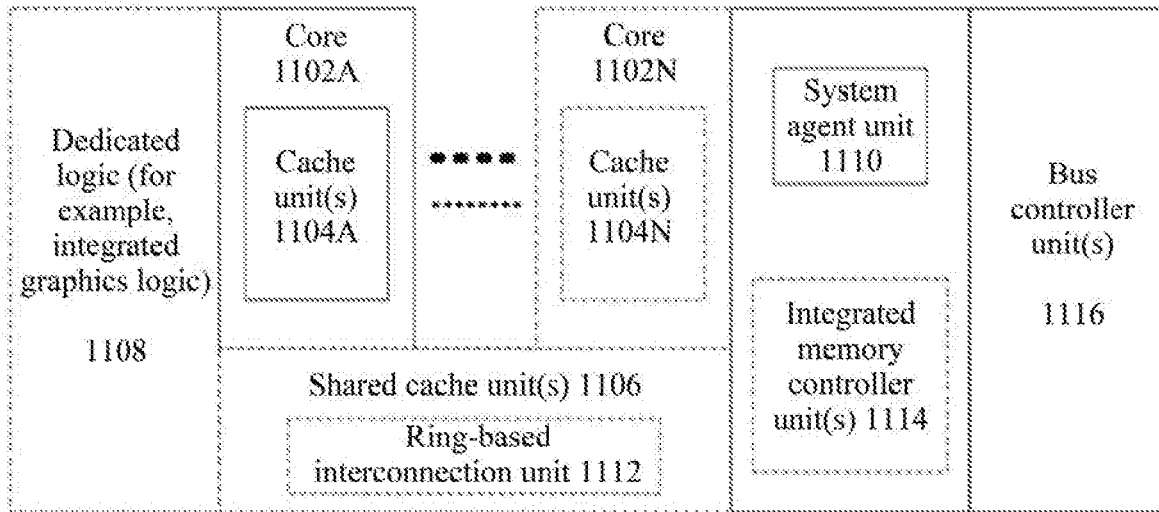 Dedicated
logic (for
example,
integrated
graphics logic)
1108
Core
1102A
Cache
unit(s)
1104A
Core
1102N
Cache
unit(s)
1104N
Shared cache unit(s) 1106
Ring-based
interconnection unit 1112
System
agent unit
1110
Integrated
memory
controller
unit(s) 1114
Bus
controller
unit(s)
1116